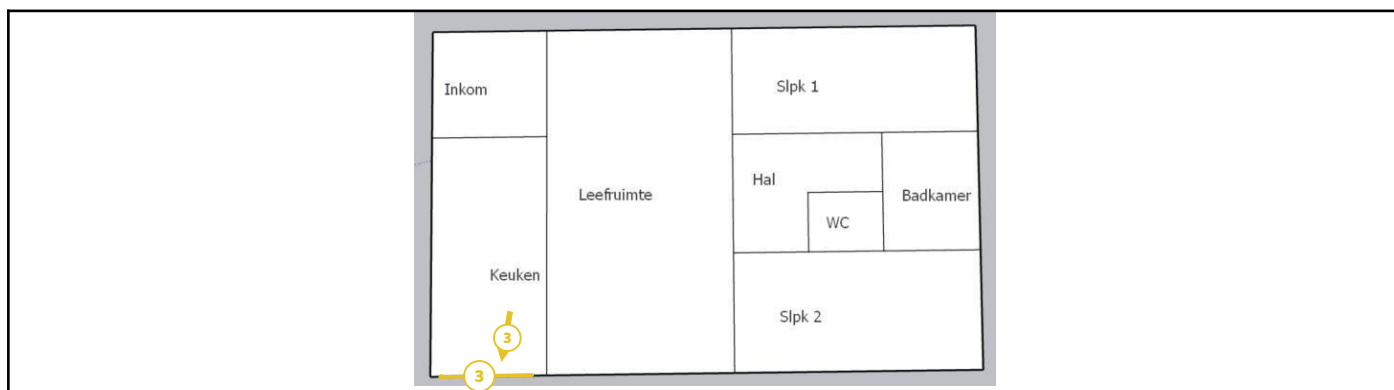 Inkom
Slpk 1
Hal
Leefruimte
Badkamer
WC
Keuken
Slpk 2
3
3